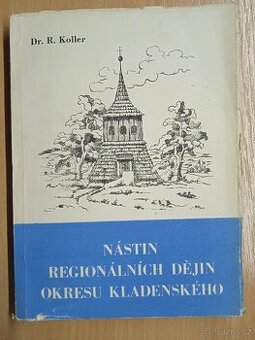 Dr. R. Koller
NÁSTIN
REGIONÁLNÍCH DĚJIN
OKRESU KLADENSKÉHO